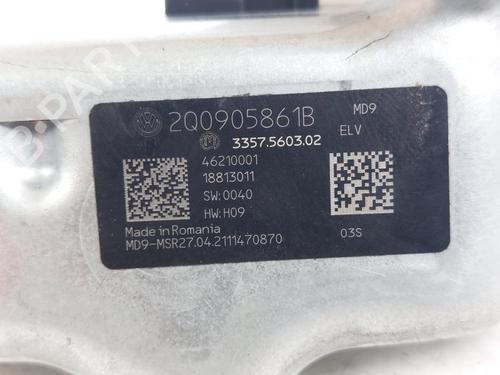 2Q0905861B
MD9
3357.5603.02
ELV
46210001
18813011
SW:0040
HW:H09
Made in Romania
MD9-MSR27.04.2111470870
03S
B-PARTS